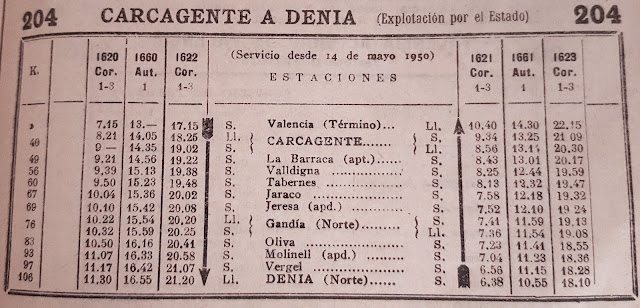 204 CARCAGENTE A DENIA (Explotación por el Estado) 204
K. 1620 Cor. 1-3 1660 Aut. 1 1622 Cor. 1-3 (Servicio desde 14 de mayo 1950) ESTACIONES 1621 Cor. 1-3 1661 Aut. 1 1623 Cor. 1-3
» 7.15 13.— 17.15 S. Valencia (Término).... Ll. 10.40 14.30 22.15
40 8.21 14.05 18.25 Ll. CARCAGENTE...... S. 9.34 13.25 21 09
9 — 14.35 19.02 S. Ll. 8.56 13.14 20.30
49 9.21 14.56 19.22 S. La Barraca (apt.)...... S. 8.43 13.01 20.17
56 9.39 15.13 19.38 S. Valldigna S. 8.25 12.44 19.59
60 9.50 15.23 19.48 S. Tabernes S. 8.13 12.32 19.47
67 10.04 15.36 20.02 S. Jaraco S. 7.58 12.18 19.32
69 10.10 15.42 20.08 S. Jeresa (apd.) S. 7.52 12.10 19 24
76 10.22 15.54 20.20 Ll. Gandía (Norte)...... S. 7.41 11.59 19.13
10.32 15.59 20.25 S. Ll. 7.36 11.54 19.08
83 10.50 16.16 20.41 S. Oliva S. 7.23 11.41 18.55
93 11.07 16.33 20.58 S. Molinell (apd.) S. 7.04 11.23 18.36
97 11.17 16.42 21.07 S. Vergel S. 6.56 11.15 18.28
106 11.30 16.55 21.20 Ll. DENIA (Norte)...... S. 6.38 10.55 18.10